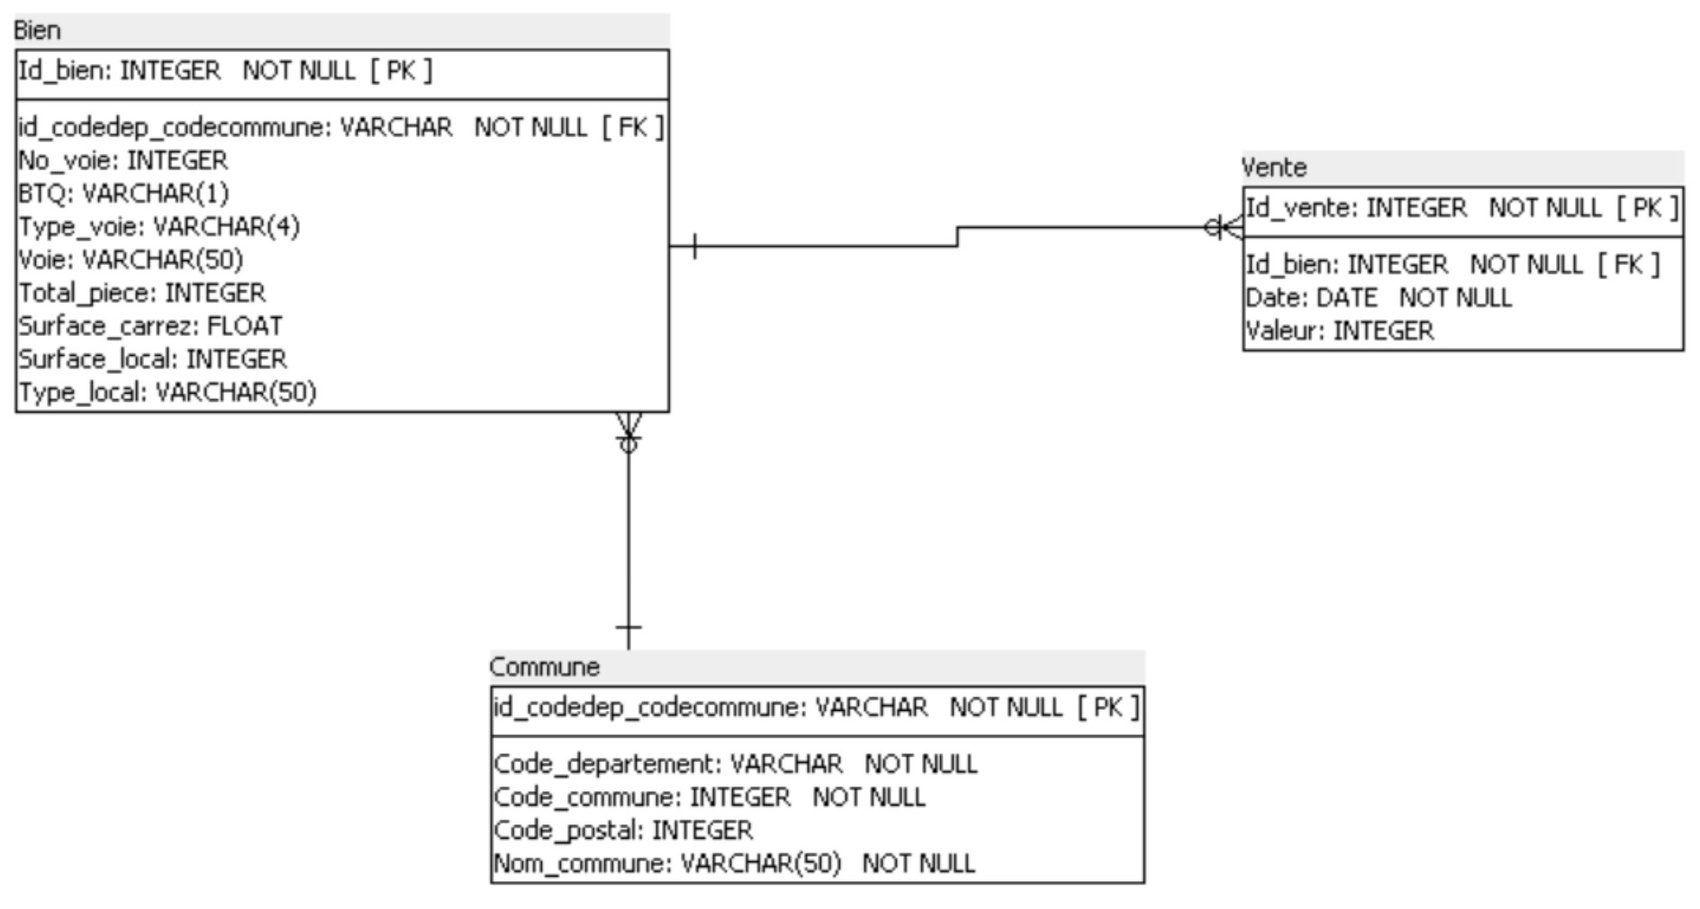 Bien
Id_bien: INTEGER NOT NULL [ PK ]
id_codedep_codecommune: VARCHAR NOT NULL [ FK ]
No_voie: INTEGER
BTQ: VARCHAR(1)
Type_voie: VARCHAR(4)
Voie: VARCHAR(50)
Total_piece: INTEGER
Surface_carrez: FLOAT
Surface_local: INTEGER
Type_local: VARCHAR(50)
Vente
Id_vente: INTEGER NOT NULL [ PK ]
Id_bien: INTEGER NOT NULL [ FK ]
Date: DATE NOT NULL
Valeur: INTEGER
Commune
id_codedep_codecommune: VARCHAR NOT NULL [ PK ]
Code_departement: VARCHAR NOT NULL
Code_commune: INTEGER NOT NULL
Code_postal: INTEGER
Nom_commune: VARCHAR(50) NOT NULL